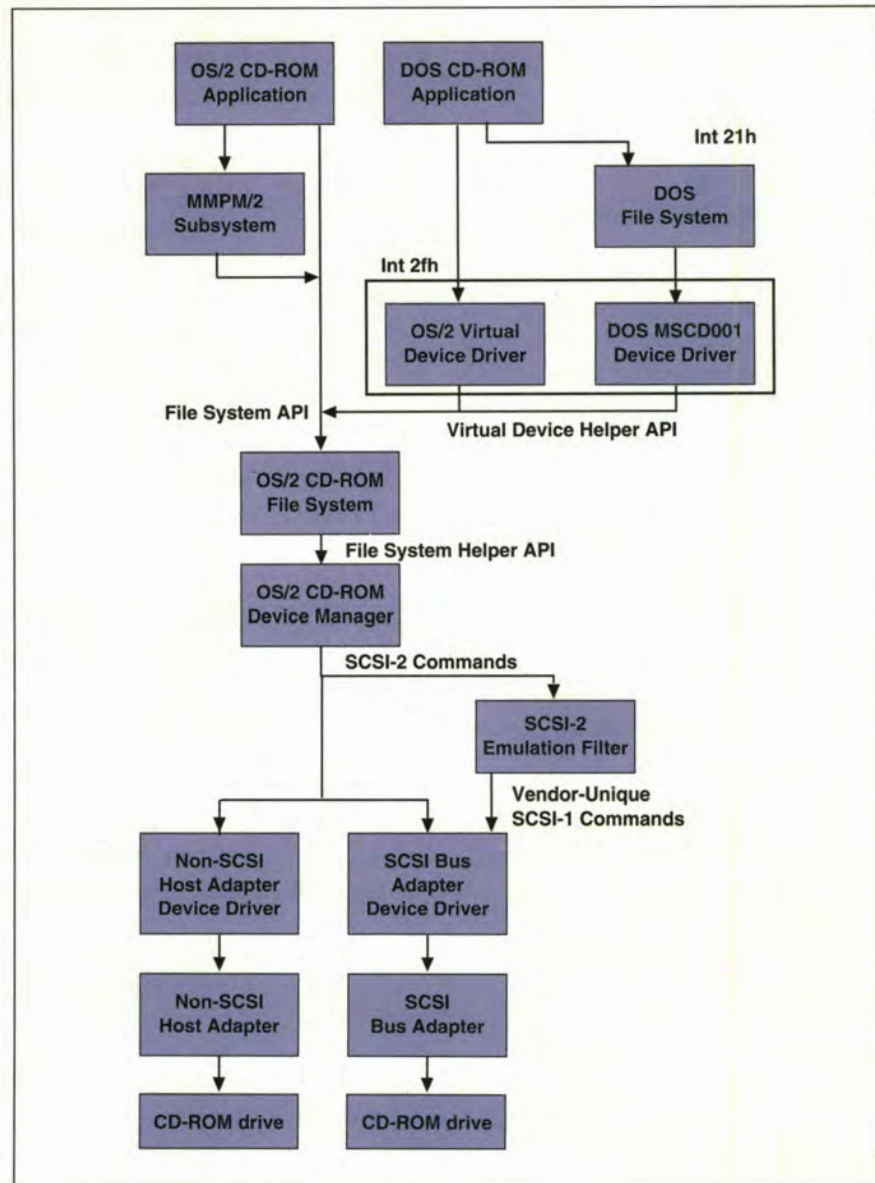 OS/2 CD-ROM
Application
DOS CD-ROM
Application
Int 21h
MMPM/2
Subsystem
DOS
File System
Int 2fh
OS/2 Virtual
Device Driver
DOS MSCD001
Device Driver
File System API
Virtual Device Helper API
OS/2 CD-ROM
File System
File System Helper API
OS/2 CD-ROM
Device Manager
SCSI-2 Commands
SCSI-2
Emulation Filter
Vendor-Unique
SCSI-1 Commands
Non-SCSI
Host Adapter
Device Driver
SCSI Bus
Adapter
Device Driver
Non-SCSI
Host Adapter
SCSI
Bus Adapter
CD-ROM drive
CD-ROM drive